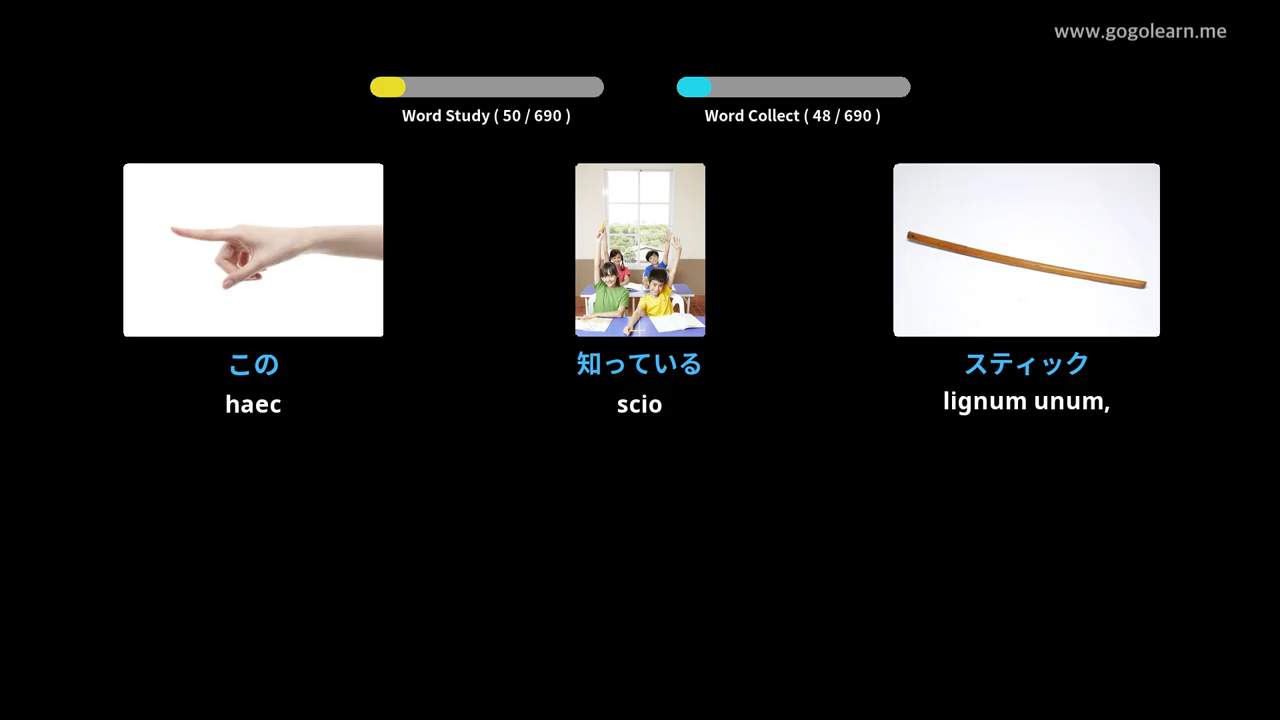 www.gogolearn.me
Word Study ( 50 / 690 )
Word Collect ( 48 / 690 )
この
知っている
スティック
haec
scio
lignum unum,